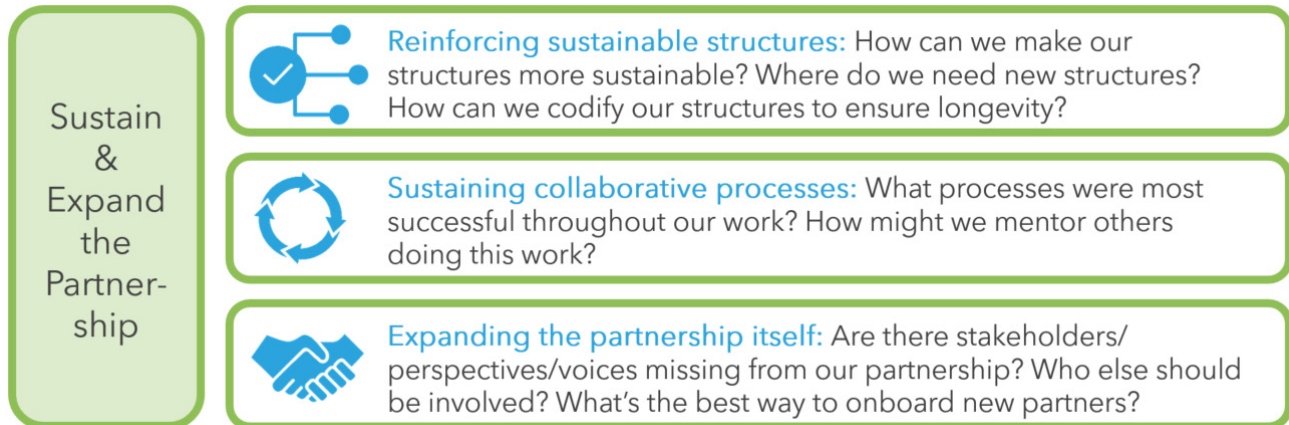 Sustain
&
Expand
the
Partner-
ship
Reinforcing sustainable structures: How can we make our
structures more sustainable? Where do we need new structures?
How can we codify our structures to ensure longevity?
Sustaining collaborative processes: What processes were most
successful throughout our work? How might we mentor others
doing this work?
Expanding the partnership itself: Are there stakeholders/
perspectives/voices missing from our partnership? Who else should
be involved? What’s the best way to onboard new partners?